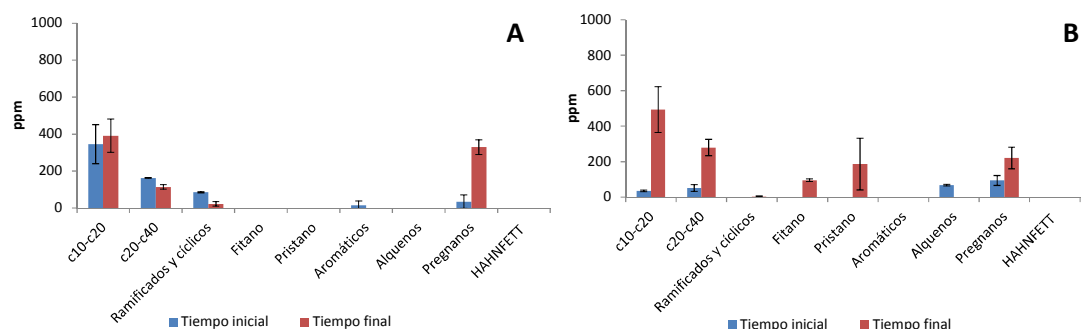 A
1000
800
600
400
200
0
ppm
c10-c20
c20-c40
Ramificados y cíclicos
Fitano
Pristano
Aromáticos
Alquenos
Pregnanos
HAHNFETT
Tiempo inicial
Tiempo final
B
1000
800
600
400
200
0
ppm
c10-c20
c20-c40
Ramificados y cíclicos
Fitano
Pristano
Aromáticos
Alquenos
Pregnanos
HAHNFETT
Tiempo inicial
Tiempo final